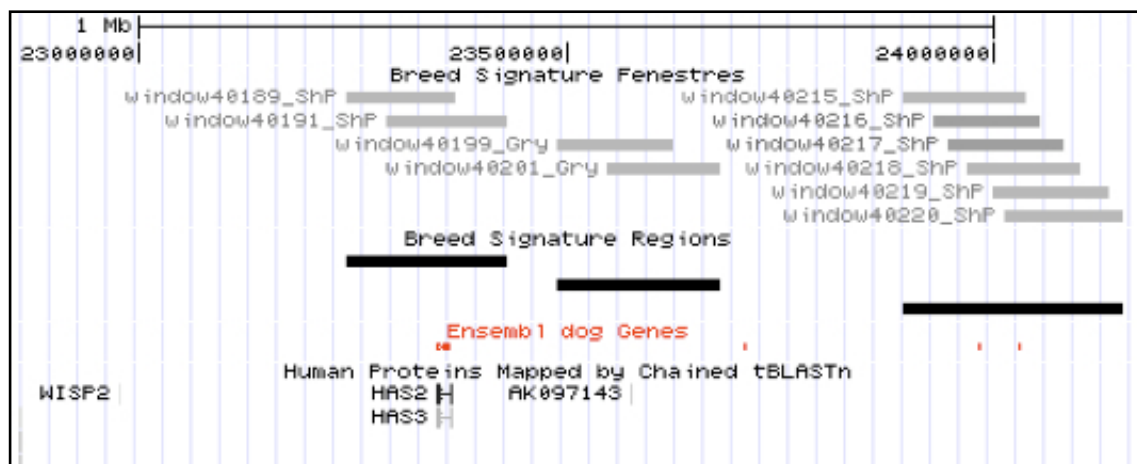 1 Mb
23000000| 23500000| 24000000|
Breed Signature Fenestres
window40189_ShP window40215_ShP
window40191_ShP window40216_ShP
window40199_Gry window40217_ShP
window40201_Gry window40218_ShP
window40219_ShP
window40220_ShP
Breed Signature Regions
Ensembl dog Genes
Human Proteins Mapped by Chained tBLASTn
WISP2 HAS2 AK097143
HAS3